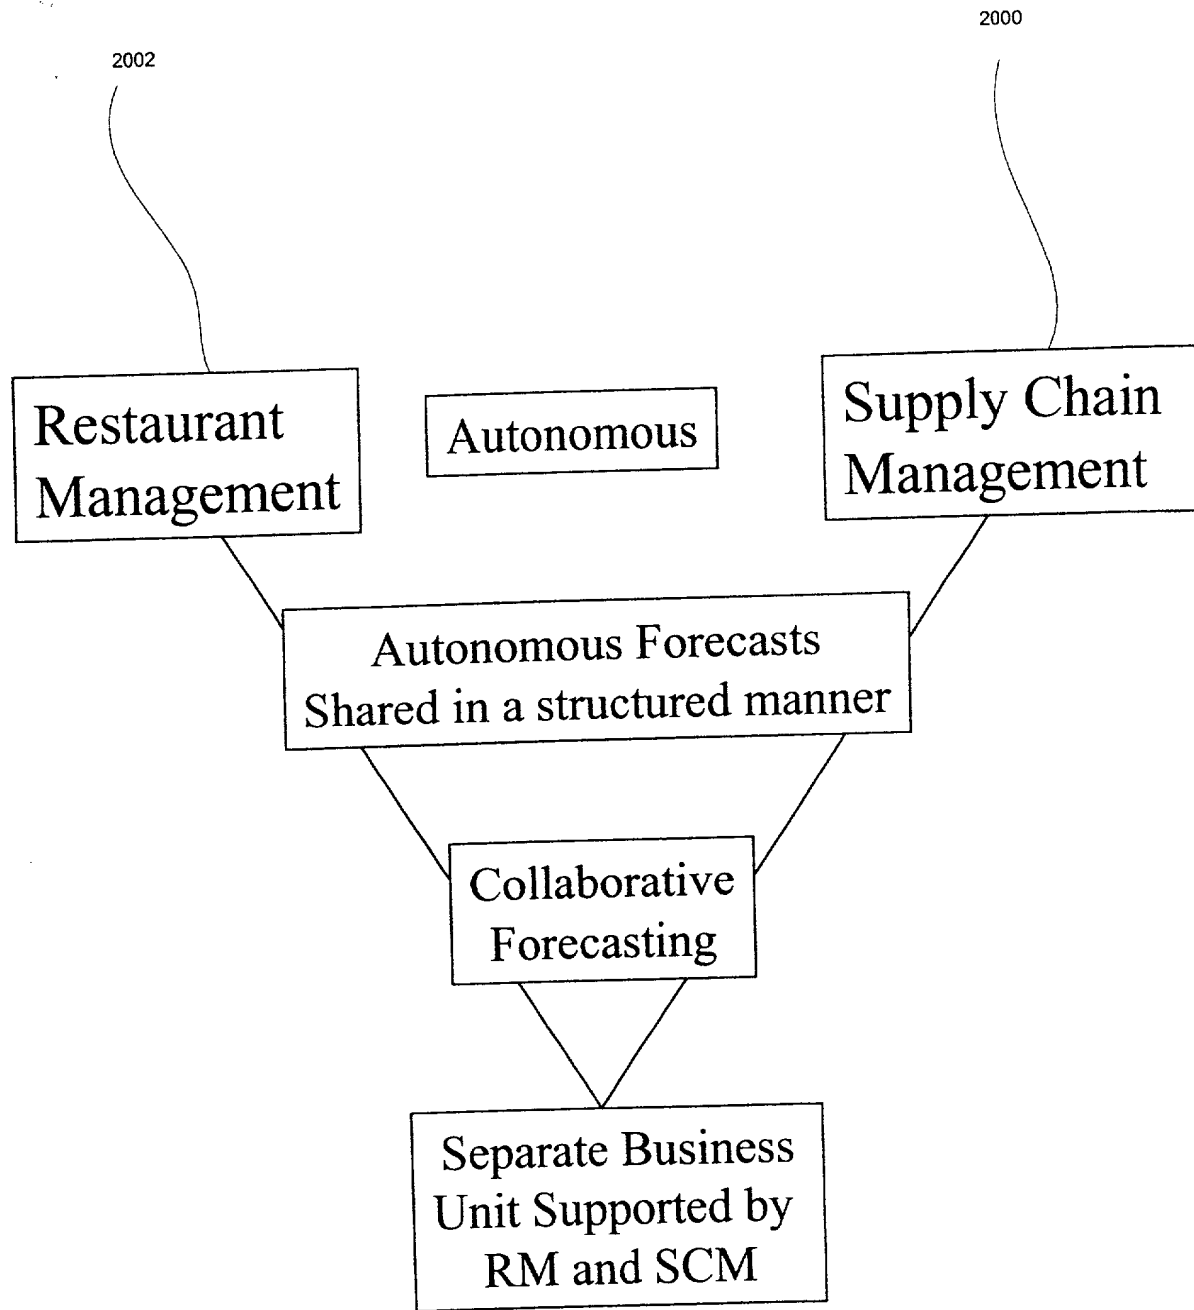 2000
2002
Restaurant
Management
Autonomous
Supply Chain
Management
Autonomous Forecasts
Shared in a structured manner
Collaborative
Forecasting
Separate Business
Unit Supported by
RM and SCM